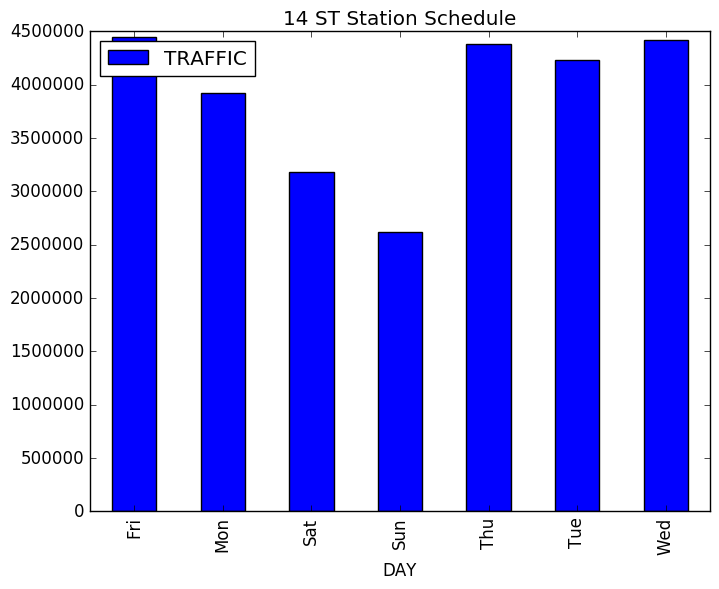 14 ST Station Schedule
TRAFFIC
4500000
4000000
3500000
3000000
2500000
2000000
1500000
1000000
500000
0
Fri
Mon
Sat
Sun
Thu
Tue
Wed
DAY